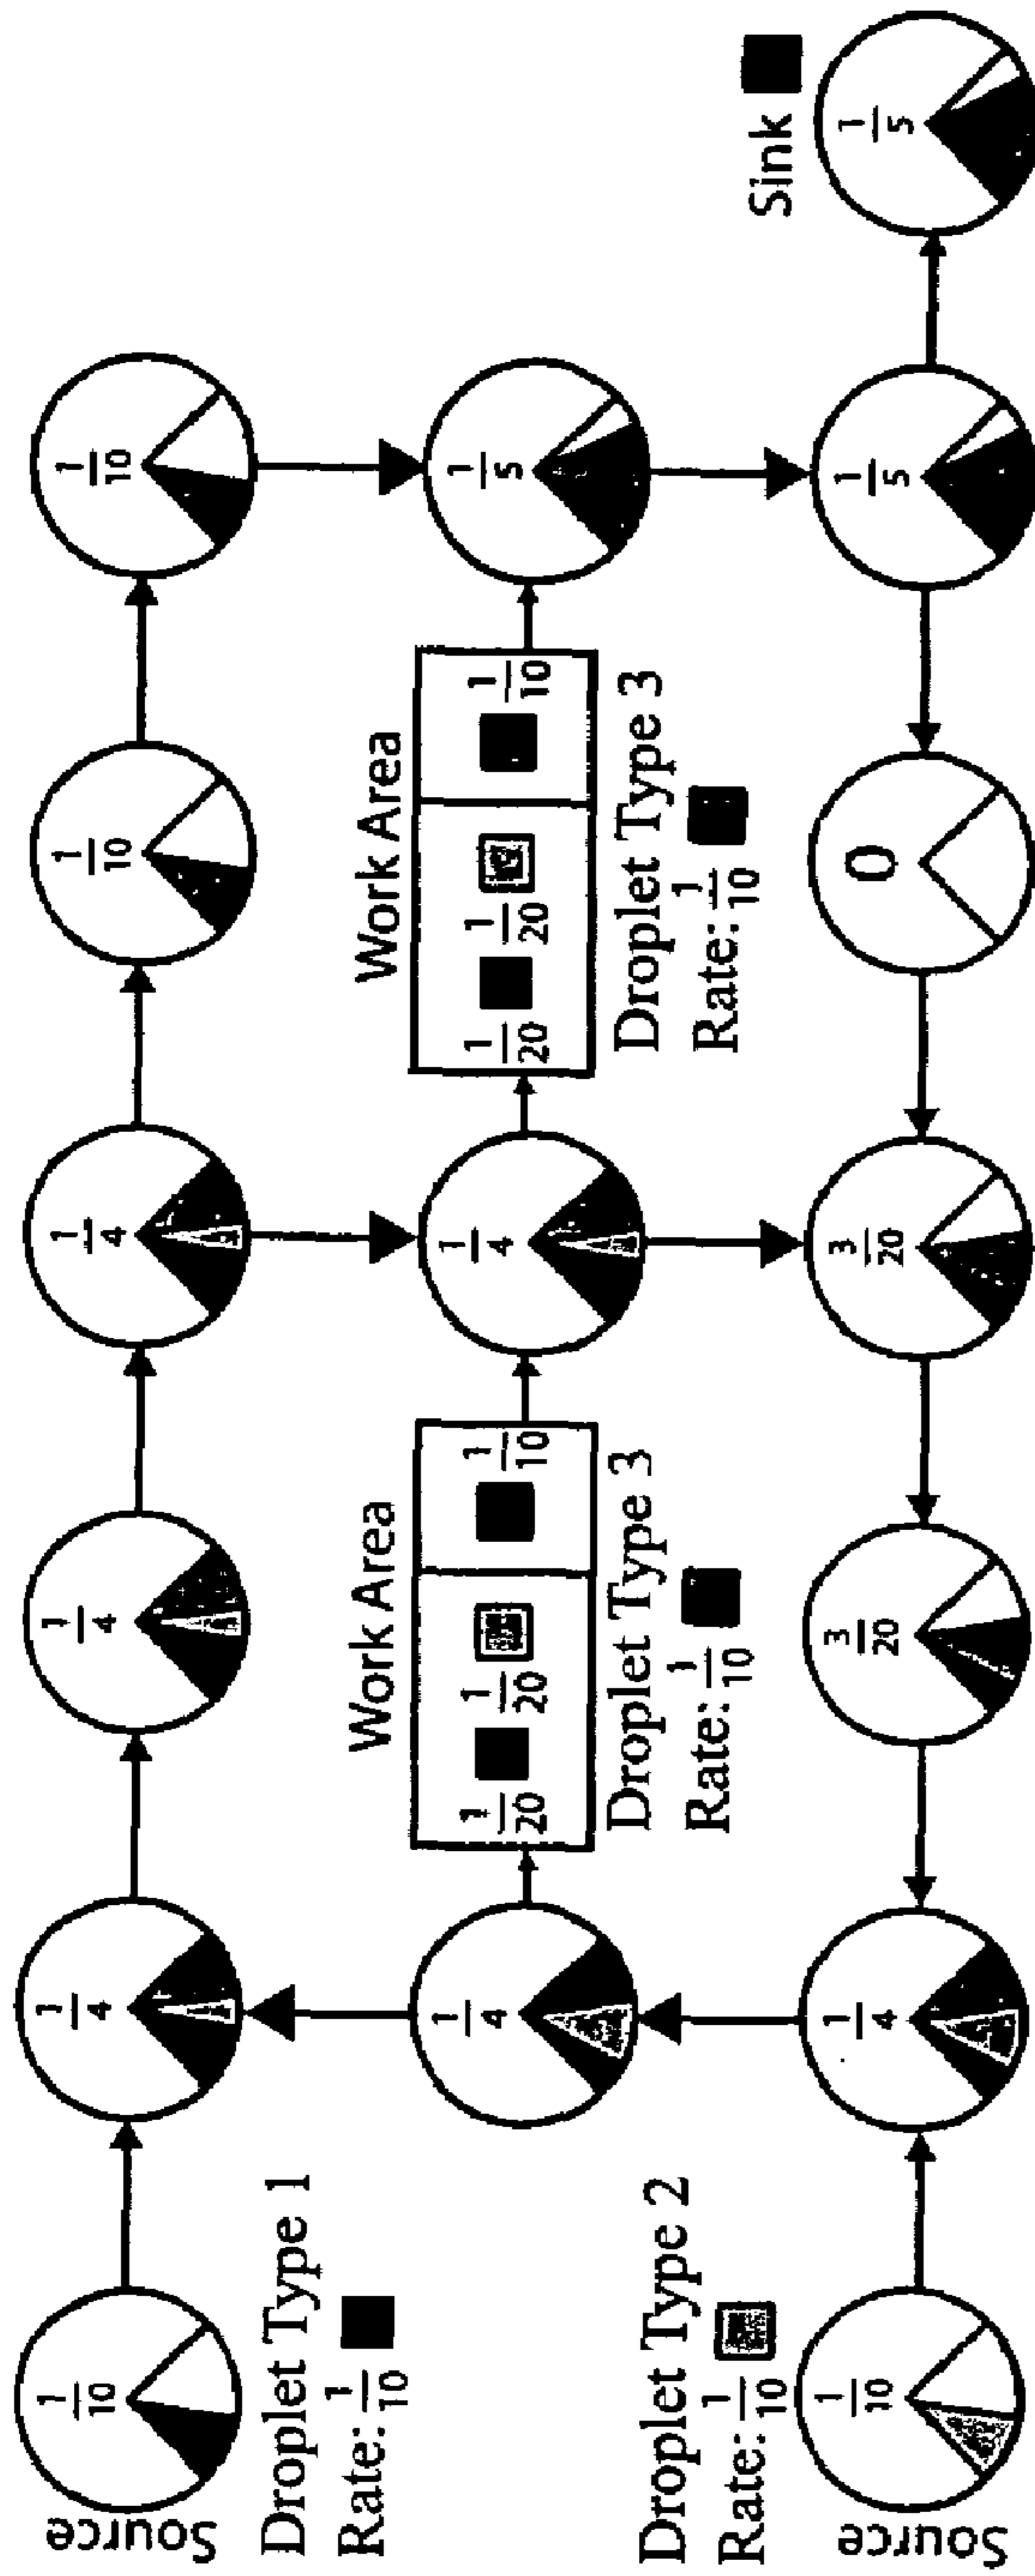 Source
1/10
1/4
1/4
1/4
1/10
1/10
Droplet Type 1
Rate: 1/10
1/4
Work Area
1/20 1/20 1/10
Droplet Type 3
Rate: 1/10
1/4
Work Area
1/20 1/20 1/10
Droplet Type 3
Rate: 1/10
1/5
Droplet Type 2
Rate: 1/10
Source
1/10
1/4
3/20
3/20
0
1/5
Sink
1/5